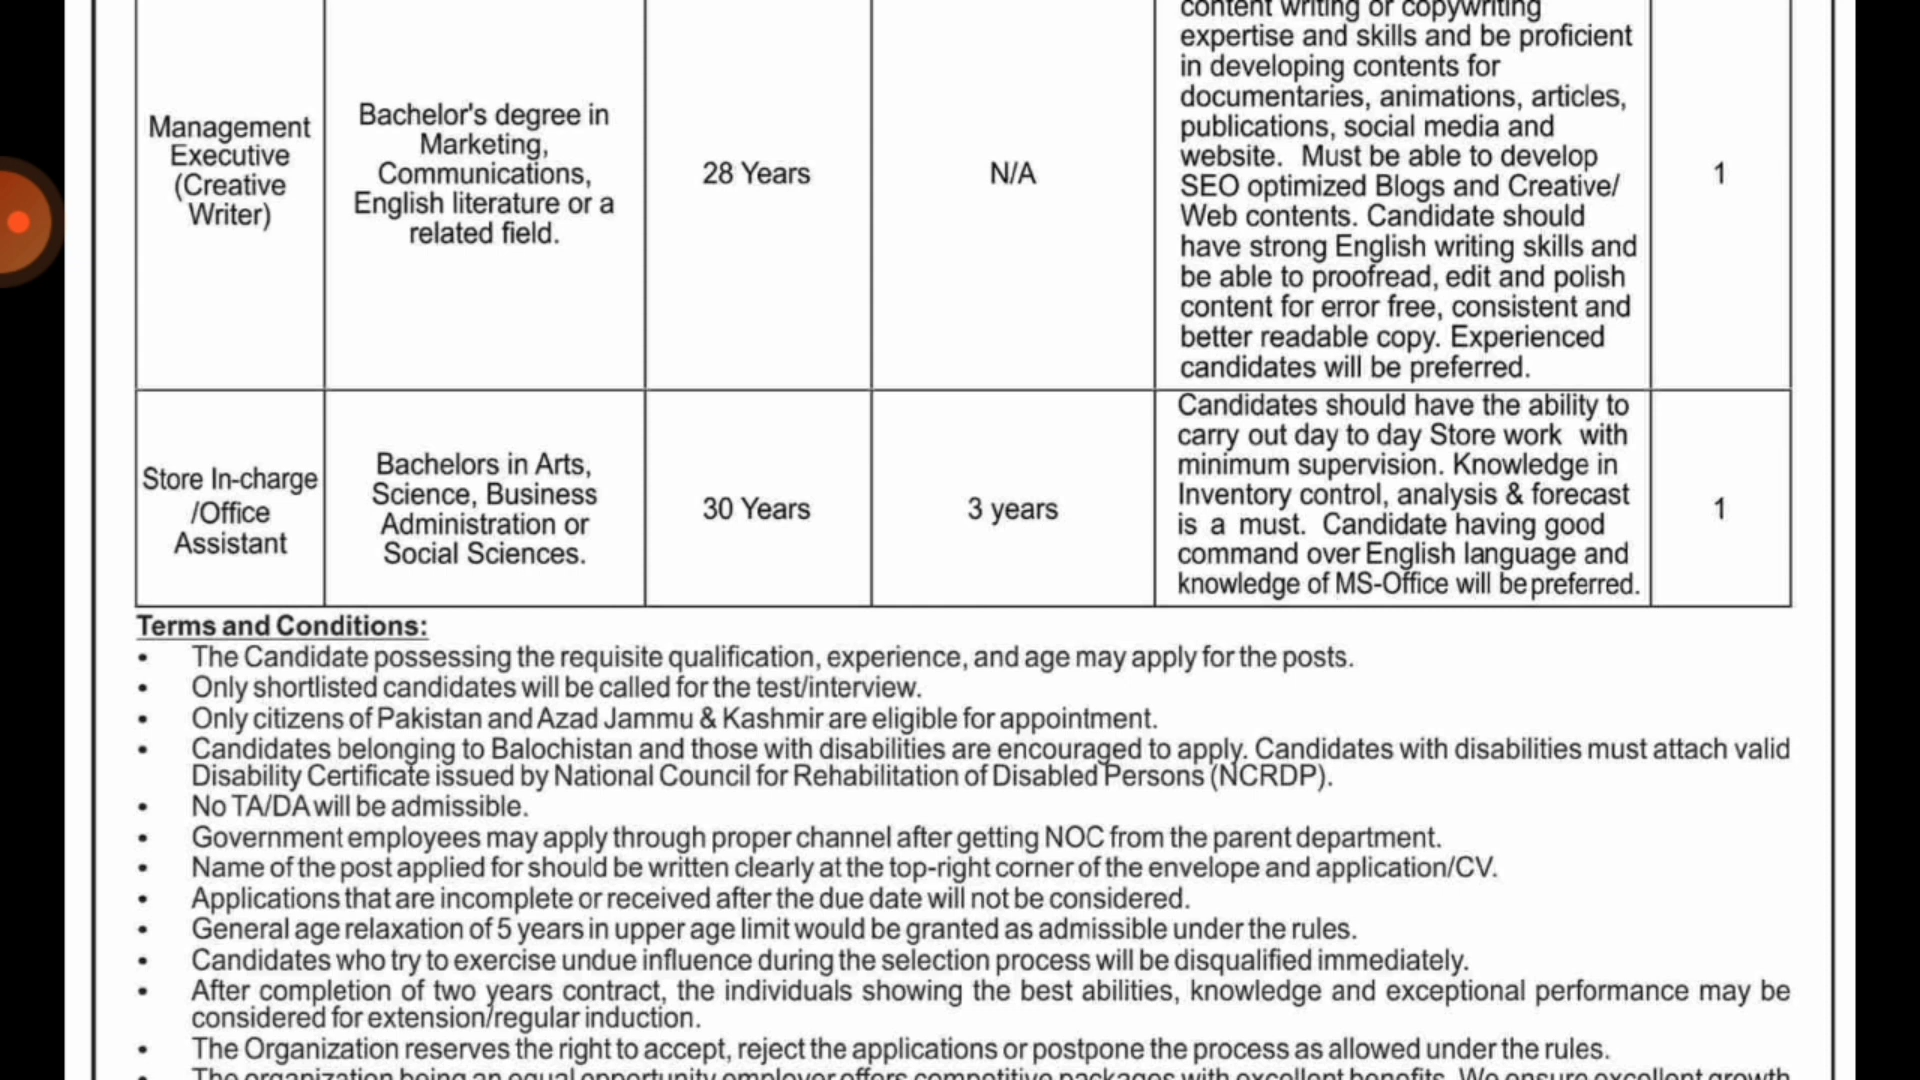 content writing or copywriting
expertise and skills and be proficient
in developing contents for
documentaries, animations, articles,
publications, social media and
website. Must be able to develop
SEO optimized Blogs and Creative/
Web contents. Candidate should
have strong English writing skills and
be able to proofread, edit and polish
content for error free, consistent and
better readable copy. Experienced
candidates will be preferred.
Management
Executive
(Creative
Writer)
Bachelor's degree in
Marketing,
Communications,
English literature or a
related field.
28 Years
N/A
1
Store In-charge
/Office
Assistant
Bachelors in Arts,
Science, Business
Administration or
Social Sciences.
30 Years
3 years
Candidates should have the ability to
carry out day to day Store work with
minimum supervision. Knowledge in
Inventory control, analysis & forecast
is a must. Candidate having good
command over English language and
knowledge of MS-Office will be preferred.
1
Terms and Conditions:
• The Candidate possessing the requisite qualification, experience, and age may apply for the posts.
• Only shortlisted candidates will be called for the test/interview.
• Only citizens of Pakistan and Azad Jammu & Kashmir are eligible for appointment.
• Candidates belonging to Balochistan and those with disabilities are encouraged to apply. Candidates with disabilities must attach valid
Disability Certificate issued by National Council for Rehabilitation of Disabled Persons (NCRDP).
• No TA/DA will be admissible.
• Government employees may apply through proper channel after getting NOC from the parent department.
• Name of the post applied for should be written clearly at the top-right corner of the envelope and application/CV.
• Applications that are incomplete or received after the due date will not be considered.
• General age relaxation of 5 years in upper age limit would be granted as admissible under the rules.
• Candidates who try to exercise undue influence during the selection process will be disqualified immediately.
• After completion of two years contract, the individuals showing the best abilities, knowledge and exceptional performance may be
considered for extension/regular induction.
• The Organization reserves the right to accept, reject the applications or postpone the process as allowed under the rules.
• The organization being an equal opportunity employer offers competitive packages with excellent benefits. We ensure excellent growth